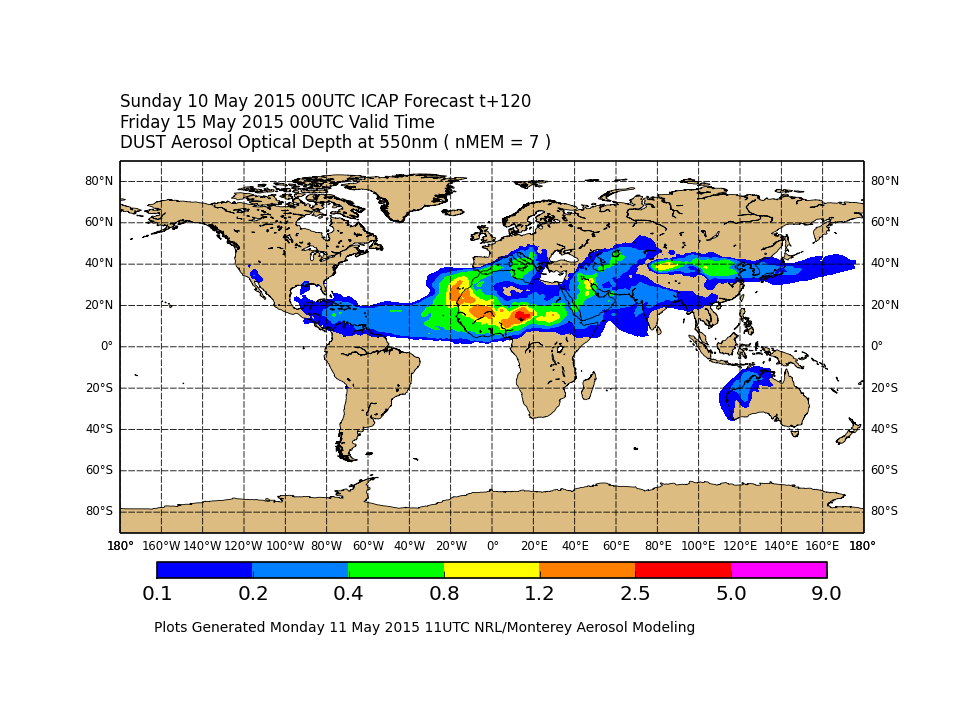 Sunday 10 May 2015 00UTC ICAP Forecast t+120
Friday 15 May 2015 00UTC Valid Time
DUST Aerosol Optical Depth at 550nm ( nMEM = 7 )
80°N 80°N
60°N 60°N
40°N 40°N
20°N 20°N
0° 0°
20°S 20°S
40°S 40°S
60°S 60°S
80°S 80°S
180° 160°W 140°W 120°W 100°W 80°W 60°W 40°W 20°W 0° 20°E 40°E 60°E 80°E 100°E 120°E 140°E 160°E 180°
0.1 0.2 0.4 0.8 1.2 2.5 5.0 9.0
Plots Generated Monday 11 May 2015 11UTC NRL/Monterey Aerosol Modeling